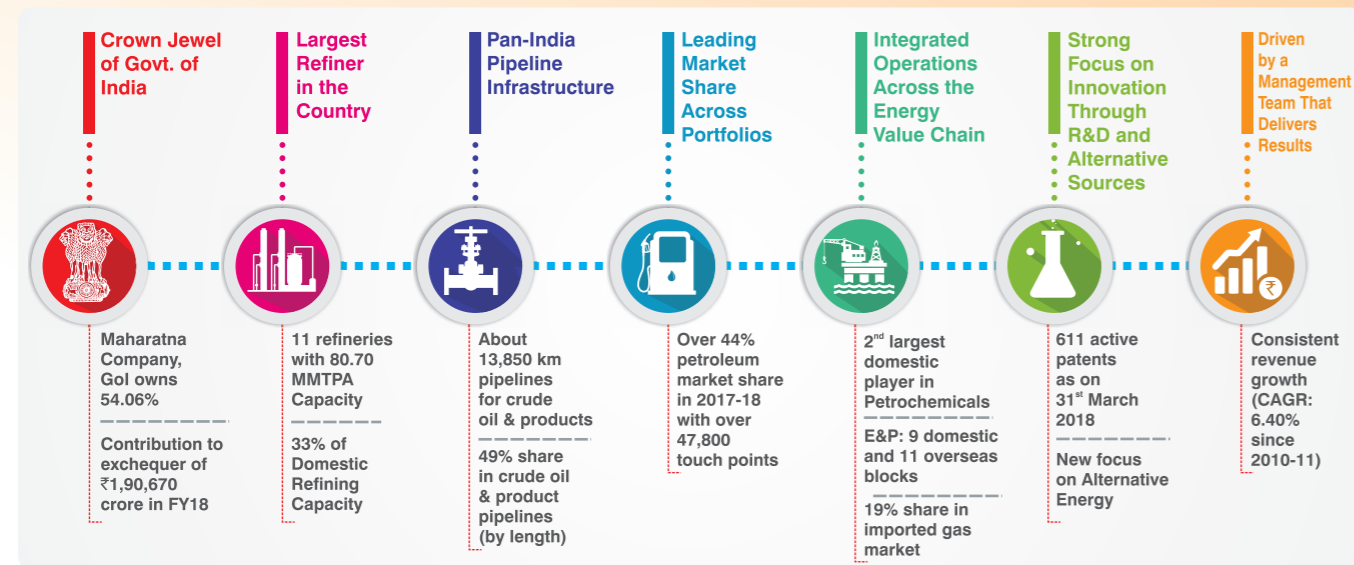 Crown Jewel
of Govt. of
India
Maharatna
Company,
GoI owns
54.06%
Contribution to
exchequer of
₹1,90,670
crore in FY18
Largest
Refiner
in the
Country
11 refineries
with 80.70
MMTPA
Capacity
33% of
Domestic
Refining
Capacity
Pan-India
Pipeline
Infrastructure
About
13,850 km
pipelines
for crude
oil & products
49% share
in crude oil
& product
pipelines
(by length)
Leading
Market
Share
Across
Portfolios
Over 44%
petroleum
market share
in 2017-18
with over
47,800
touch points
Integrated
Operations
Across the
Energy
Value Chain
2nd largest
domestic
player in
Petrochemicals
E&P: 9 domestic
and 11 overseas
blocks
19% share in
imported gas
market
Strong
Focus on
Innovation
Through
R&D and
Alternative
Sources
611 active
patents
as on
31st March
2018
New focus
on Alternative
Energy
Driven
by a
Management
Team That
Delivers
Results
₹
Consistent
revenue
growth
(CAGR:
6.40%
since
2010-11)